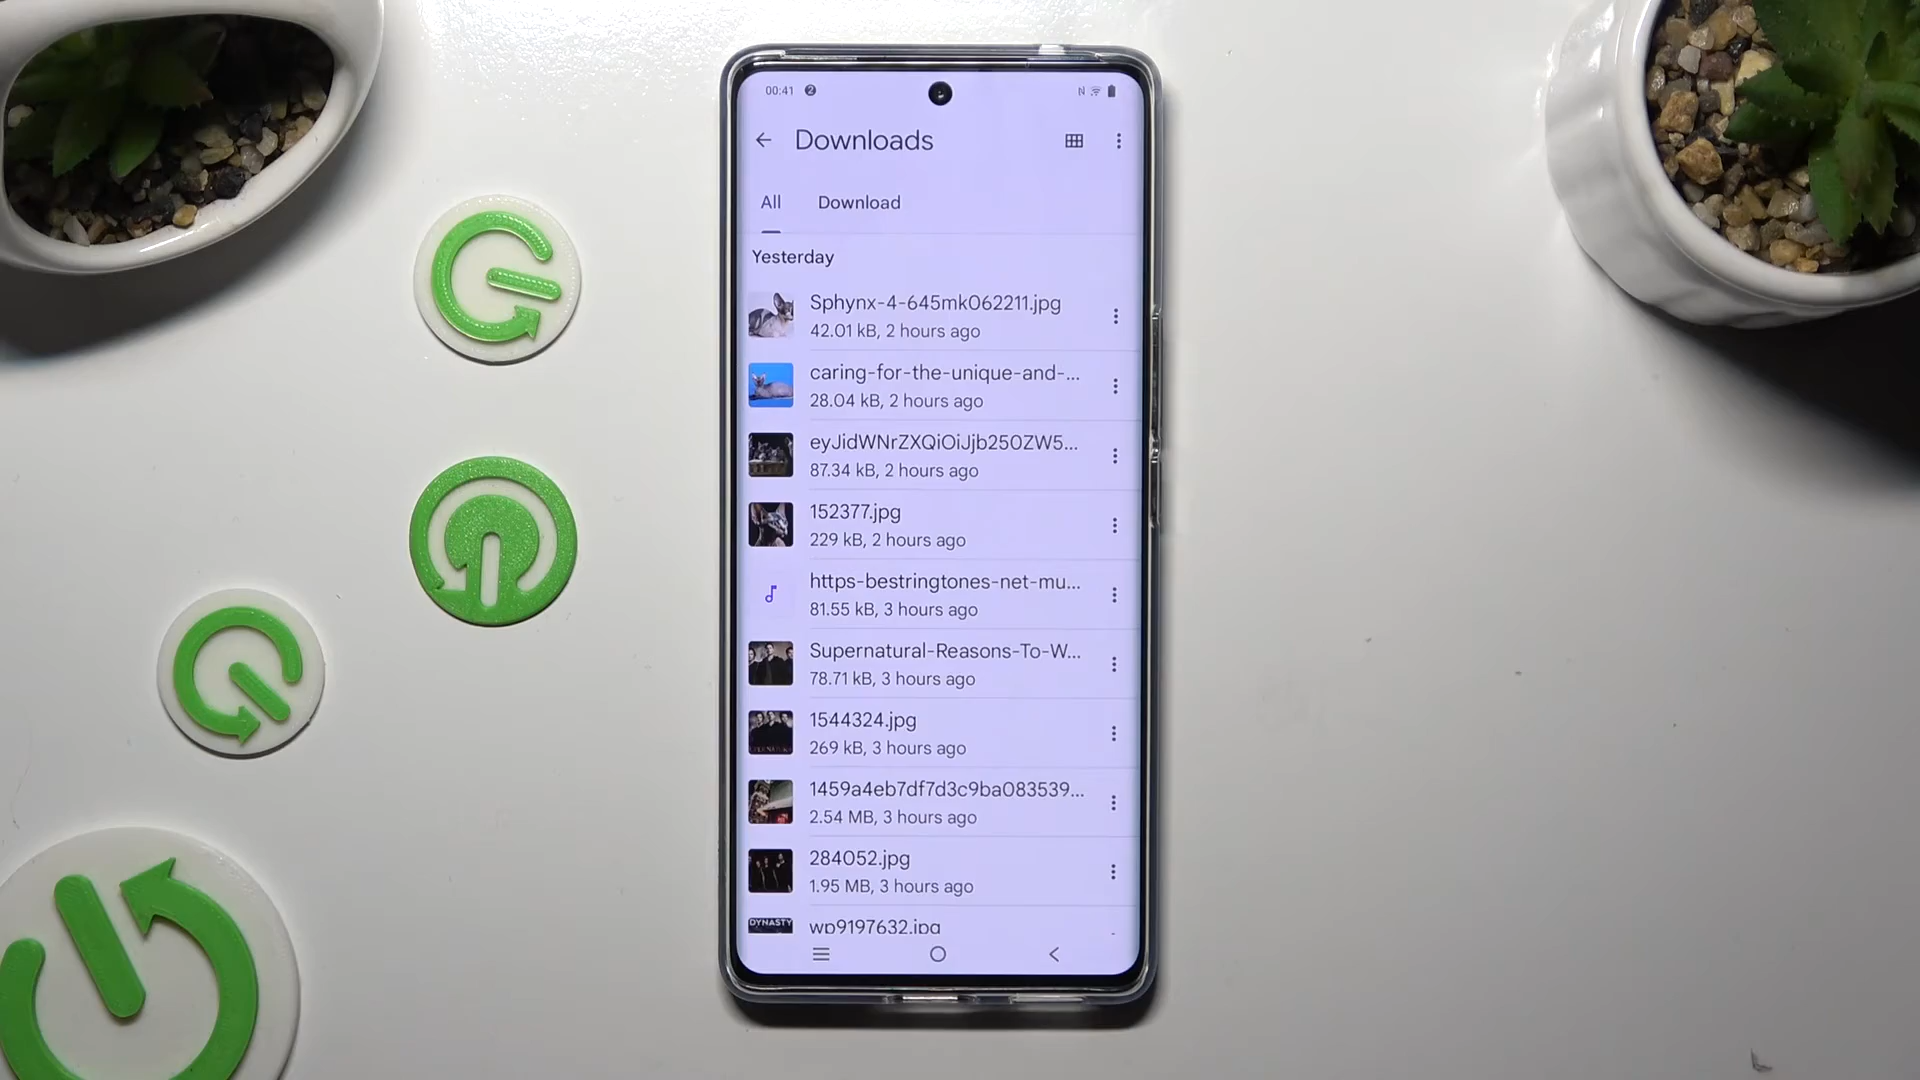 00:41
Downloads
All Download
Yesterday
Sphynx-4-645mk062211.jpg
42.01 kB, 2 hours ago
caring-for-the-unique-and-...
28.04 kB, 2 hours ago
eyJidWNrZXQiOiJjb250ZW5...
87.34 kB, 2 hours ago
152377.jpg
229 kB, 2 hours ago
https-bestringtones-net-mu...
81.55 kB, 3 hours ago
Supernatural-Reasons-To-W...
78.71 kB, 3 hours ago
1544324.jpg
269 kB, 3 hours ago
1459a4eb7df7d3c9ba083539...
2.54 MB, 3 hours ago
284052.jpg
1.95 MB, 3 hours ago
DYNASTY
wp9197632.jpg